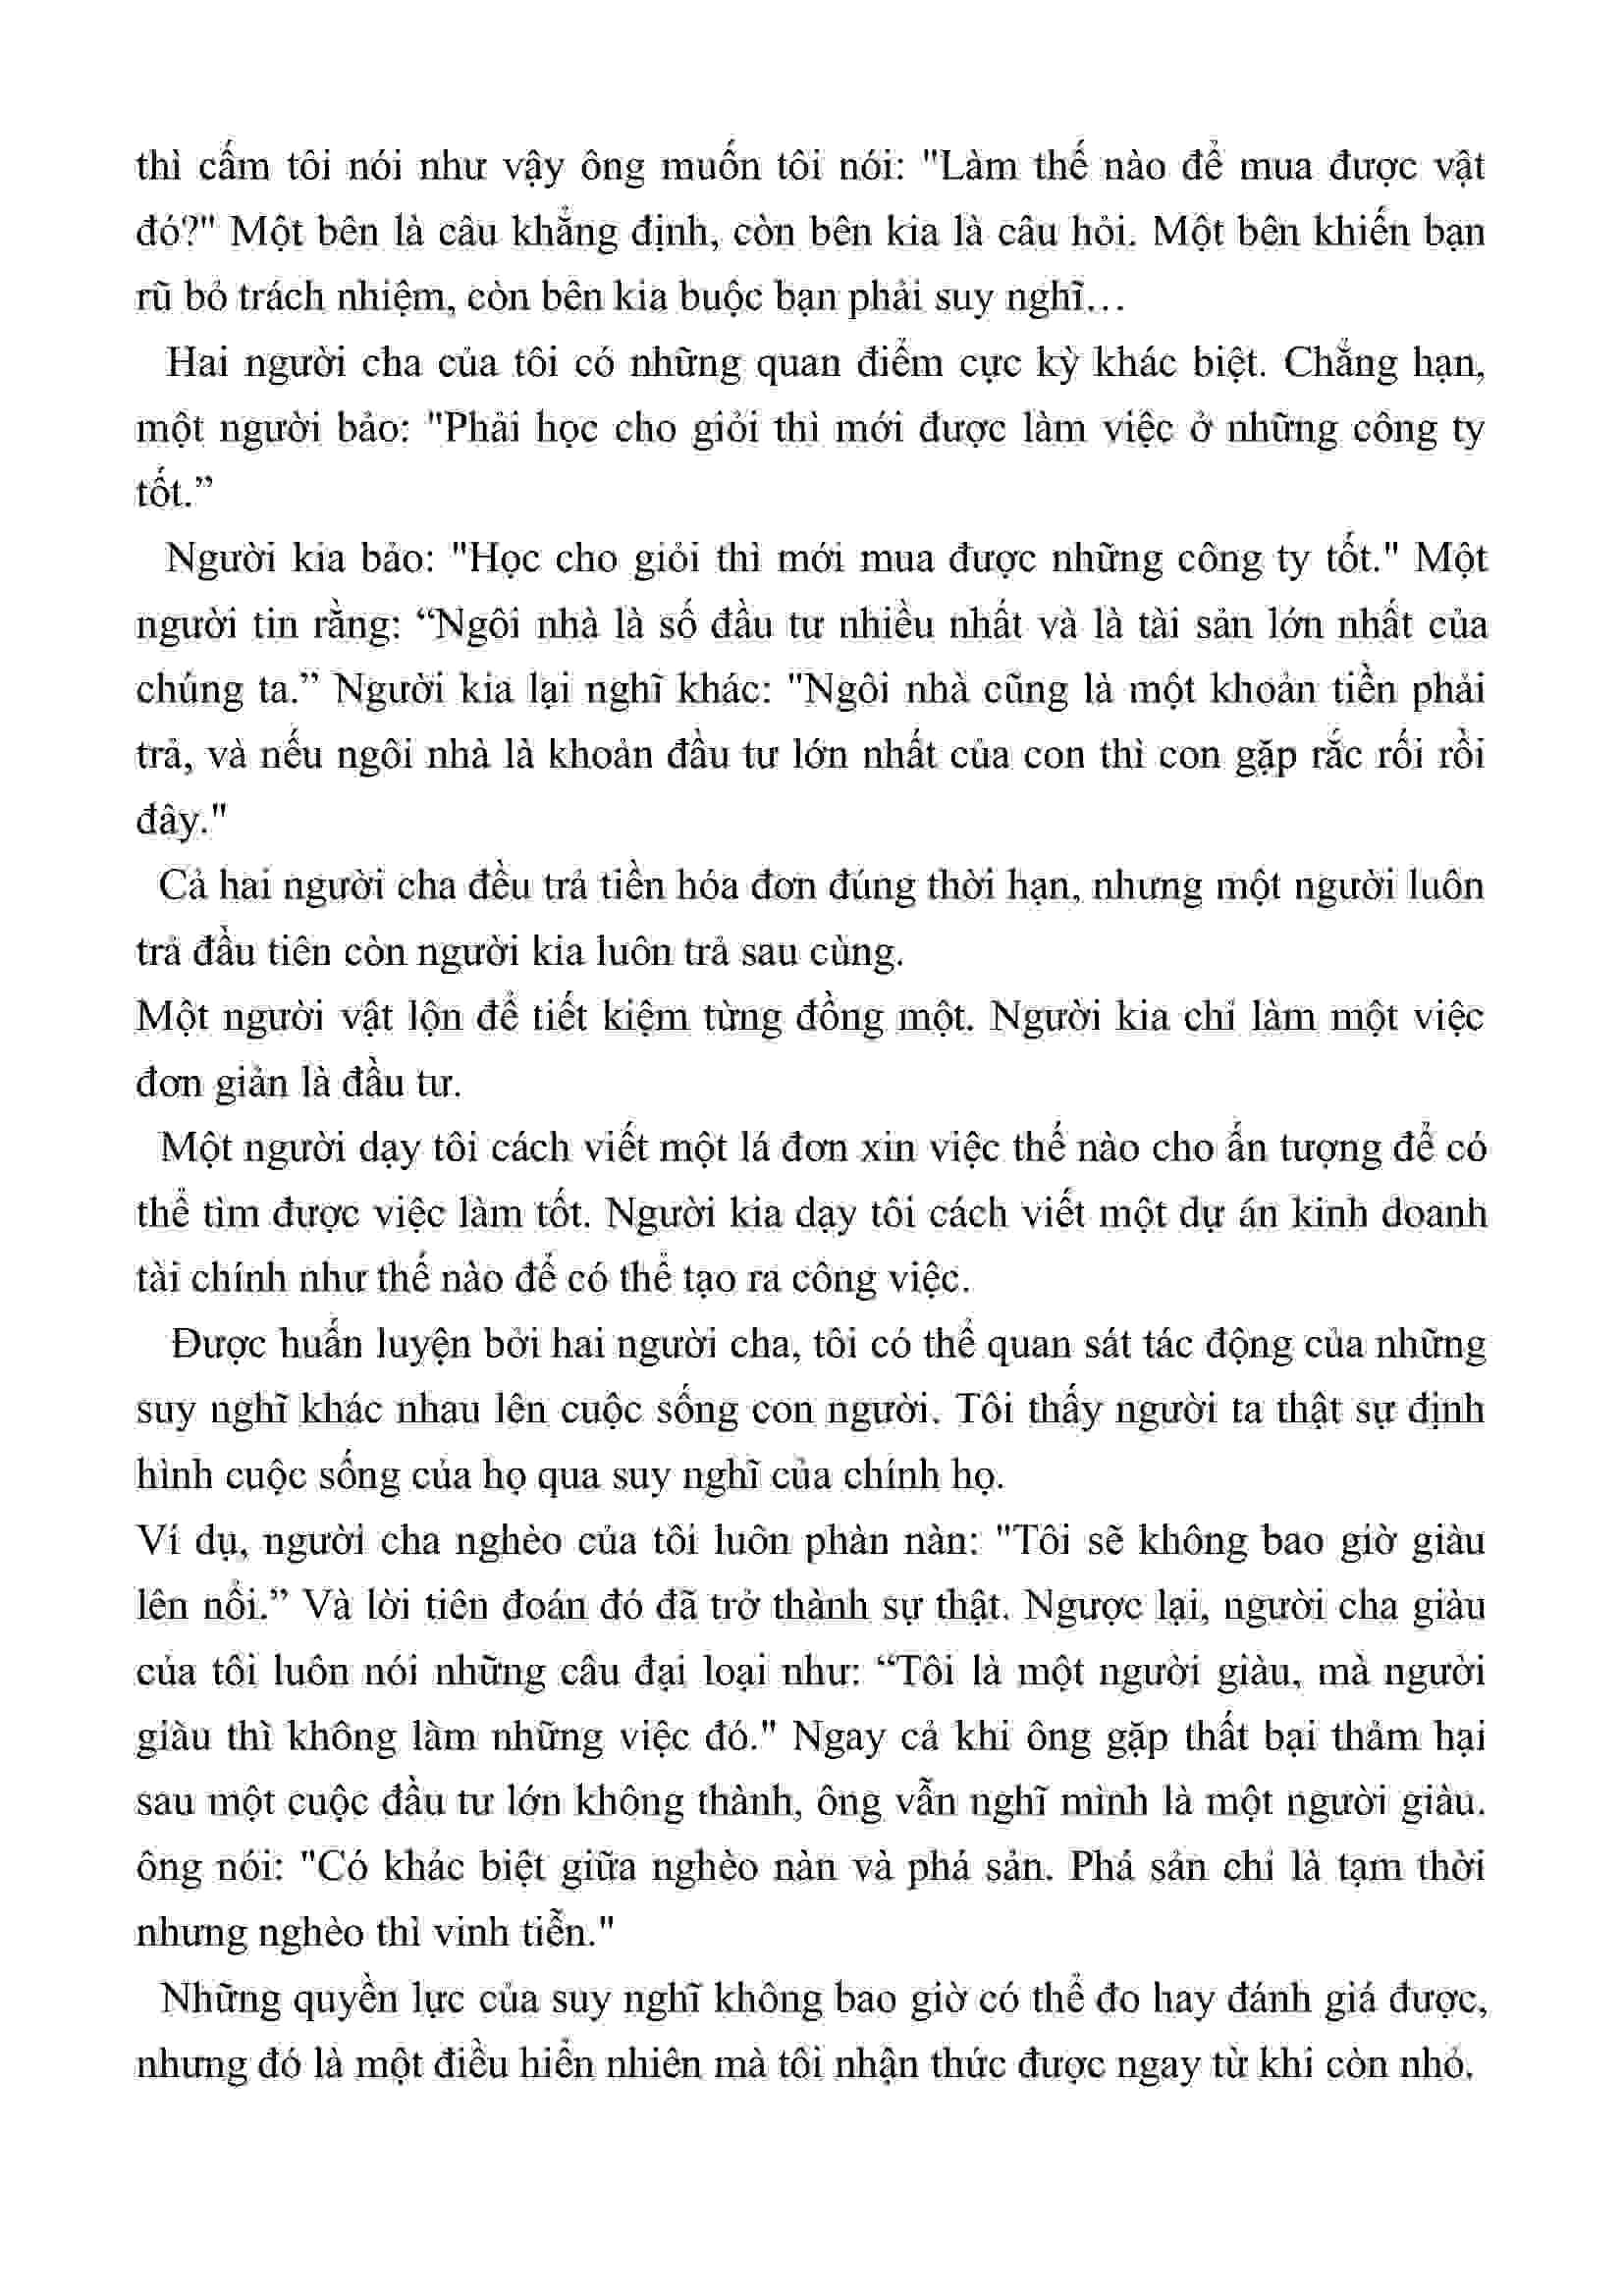 thì cấm tôi nói như vậy ông muốn tôi nói: "Làm thế nào để mua được vật
đó?" Một bên là câu khẳng định, còn bên kia là câu hỏi. Một bên khiến bạn
rũ bỏ trách nhiệm, còn bên kia buộc bạn phải suy nghĩ…
Hai người cha của tôi có những quan điểm cực kỳ khác biệt. Chẳng hạn,
một người bảo: "Phải học cho giỏi thì mới được làm việc ở những công ty
tốt.”
Người kia bảo: "Học cho giỏi thì mới mua được những công ty tốt." Một
người tin rằng: “Ngôi nhà là số đầu tư nhiều nhất và là tài sản lớn nhất của
chúng ta.” Người kia lại nghĩ khác: "Ngôi nhà cũng là một khoản tiền phải
trả, và nếu ngôi nhà là khoản đầu tư lớn nhất của con thì con gặp rắc rối rồi
đây."
Cả hai người cha đều trả tiền hóa đơn đúng thời hạn, nhưng một người luôn
trả đầu tiên còn người kia luôn trả sau cùng.
Một người vật lộn để tiết kiệm từng đồng một. Người kia chỉ làm một việc
đơn giản là đầu tư.
Một người dạy tôi cách viết một lá đơn xin việc thế nào cho ấn tượng để có
thể tìm được việc làm tốt. Người kia dạy tôi cách viết một dự án kinh doanh
tài chính như thế nào để có thể tạo ra công việc.
Được huấn luyện bởi hai người cha, tôi có thể quan sát tác động của những
suy nghĩ khác nhau lên cuộc sống con người. Tôi thấy người ta thật sự định
hình cuộc sống của họ qua suy nghĩ của chính họ.
Ví dụ, người cha nghèo của tôi luôn phàn nàn: "Tôi sẽ không bao giờ giàu
lên nổi.” Và lời tiên đoán đó đã trở thành sự thật. Ngược lại, người cha giàu
của tôi luôn nói những câu đại loại như: “Tôi là một người giàu, mà người
giàu thì không làm những việc đó." Ngay cả khi ông gặp thất bại thảm hại
sau một cuộc đầu tư lớn không thành, ông vẫn nghĩ mình là một người giàu.
ông nói: "Có khác biệt giữa nghèo nàn và phá sản. Phá sản chỉ là tạm thời
nhưng nghèo thì vinh tiễn."
Những quyền lực của suy nghĩ không bao giờ có thể đo hay đánh giá được,
nhưng đó là một điều hiển nhiên mà tôi nhận thức được ngay từ khi còn nhỏ.